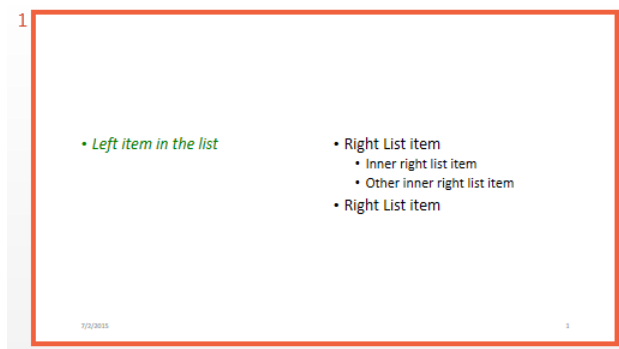 1
• Left item in the list
• Right List item
• Inner right list item
• Other inner right list item
• Right List item
7/2/2015
1